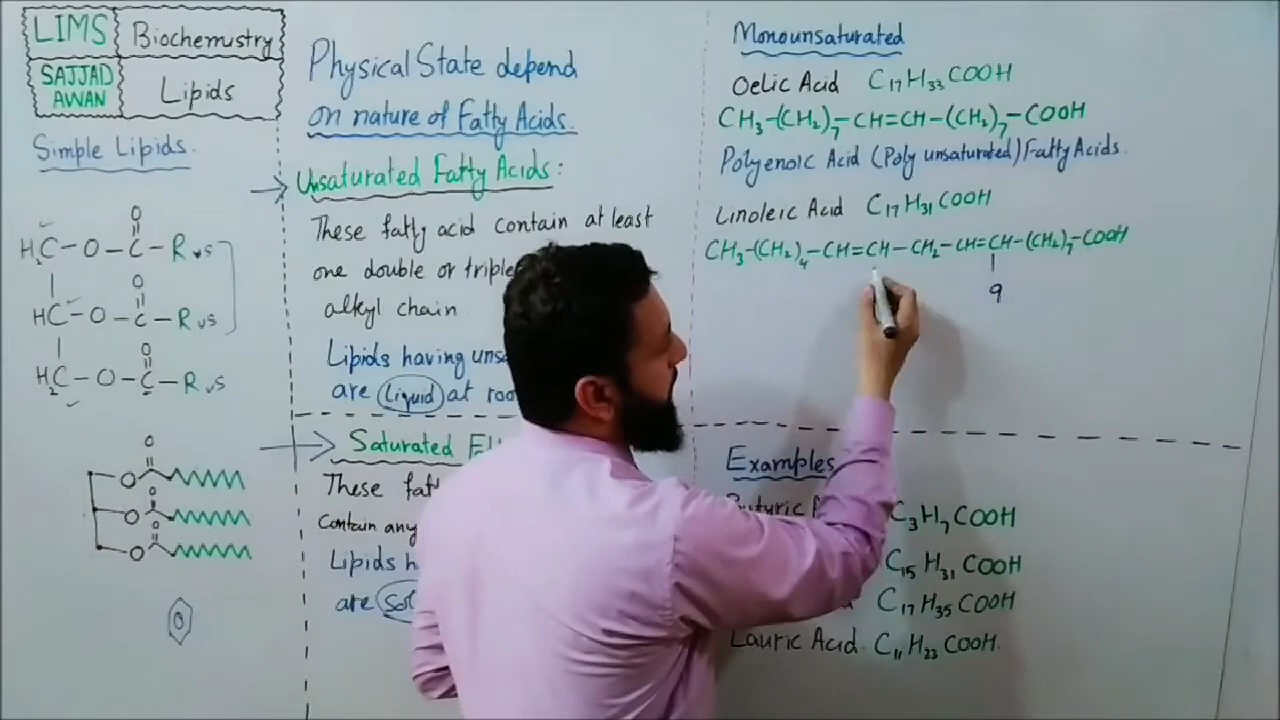 LIMS Biochemistry
SAJJAD AWAN Lipids
Simple Lipids.
H₂C-O-C-R vs
O
HC-O-C-R vs
O
H₂C-O-C-R vs
O
O
O
O
O
O
O
Physical State depend
on nature of Fatty Acids.
Unsaturated Fatty Acids:
These fatty acid contain at least
one double or triple
alkyl chain
Lipids having
are Liquid at
Saturated
These
Contain any
Lipids
are
Monounsaturated
Oelic Acid C₁₇H₃₃COOH
CH₃-(CH₂)₇-CH=CH-(CH₂)₇-COOH
Polyenoic Acid (Poly unsaturated) Fatty Acids.
Linoleic Acid C₁₇H₃₁COOH
CH₃-(CH₂)₄-CH=CH-CH₂-CH=CH-(CH₂)₇-COOH
9
Examples
C₃H₇COOH
C₁₅H₃₁COOH
C₁₇H₃₅COOH
Lauric Acid. C₁₁H₂₃COOH.